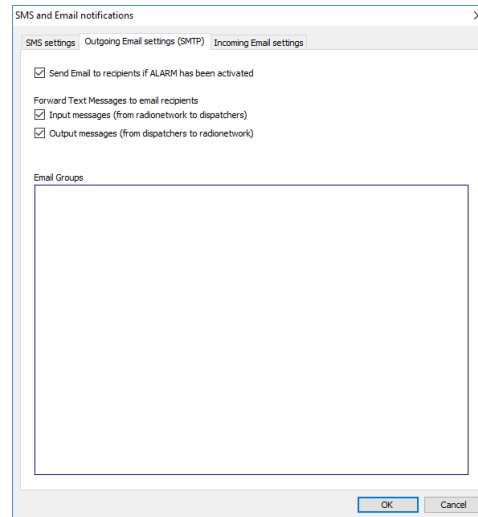 SMS and Email notifications
SMS settings Outgoing Email settings (SMTP) Incoming Email settings
Send Email to recipients if ALARM has been activated
Forward Text Messages to email recipients
Input messages (from radionetwork to dispatchers)
Output messages (from dispatchers to radionetwork)
Email Groups
OK Cancel